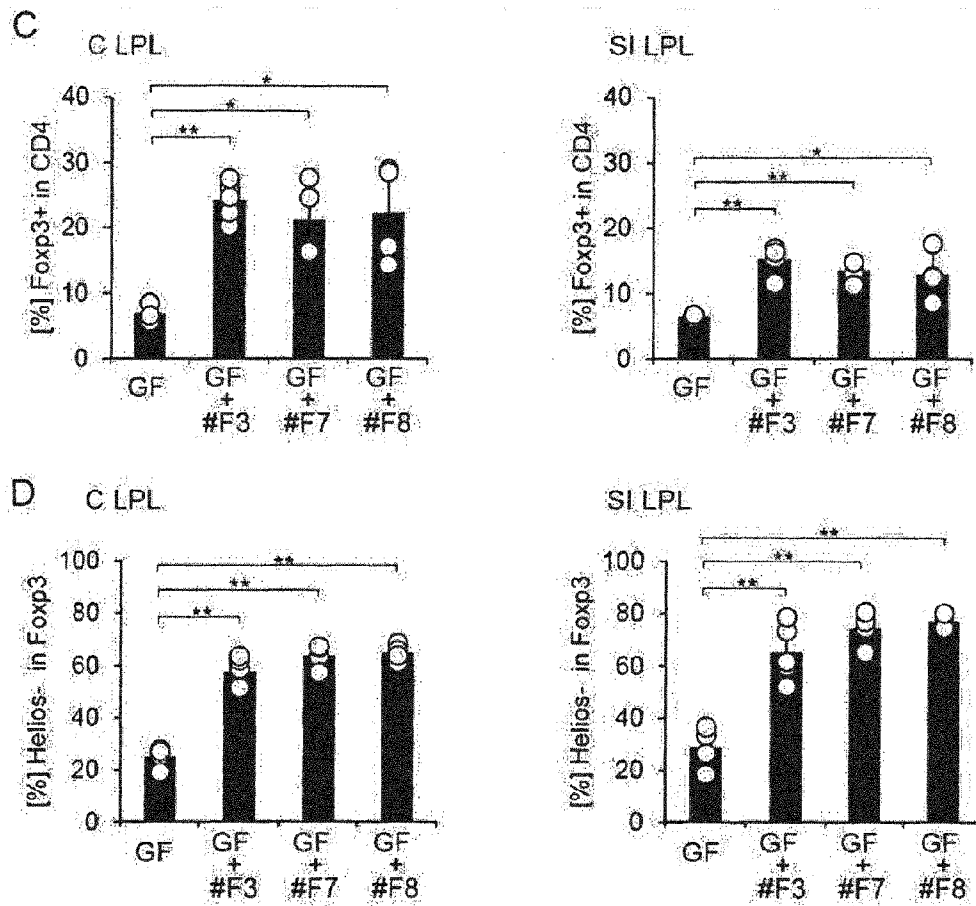 C
C LPL
SI LPL
[%] Foxp3+ in CD4
40
30
20
10
0
*
*
**
GF
GF + #F3
GF + #F7
GF + #F8
[%] Foxp3+ in CD4
40
30
20
10
0
*
**
**
GF
GF + #F3
GF + #F7
GF + #F8
D
C LPL
SI LPL
[%] Helios- in Foxp3
100
80
60
40
20
0
**
**
**
GF
GF + #F3
GF + #F7
GF + #F8
[%] Helios- in Foxp3
100
80
60
40
20
0
**
**
**
GF
GF + #F3
GF + #F7
GF + #F8